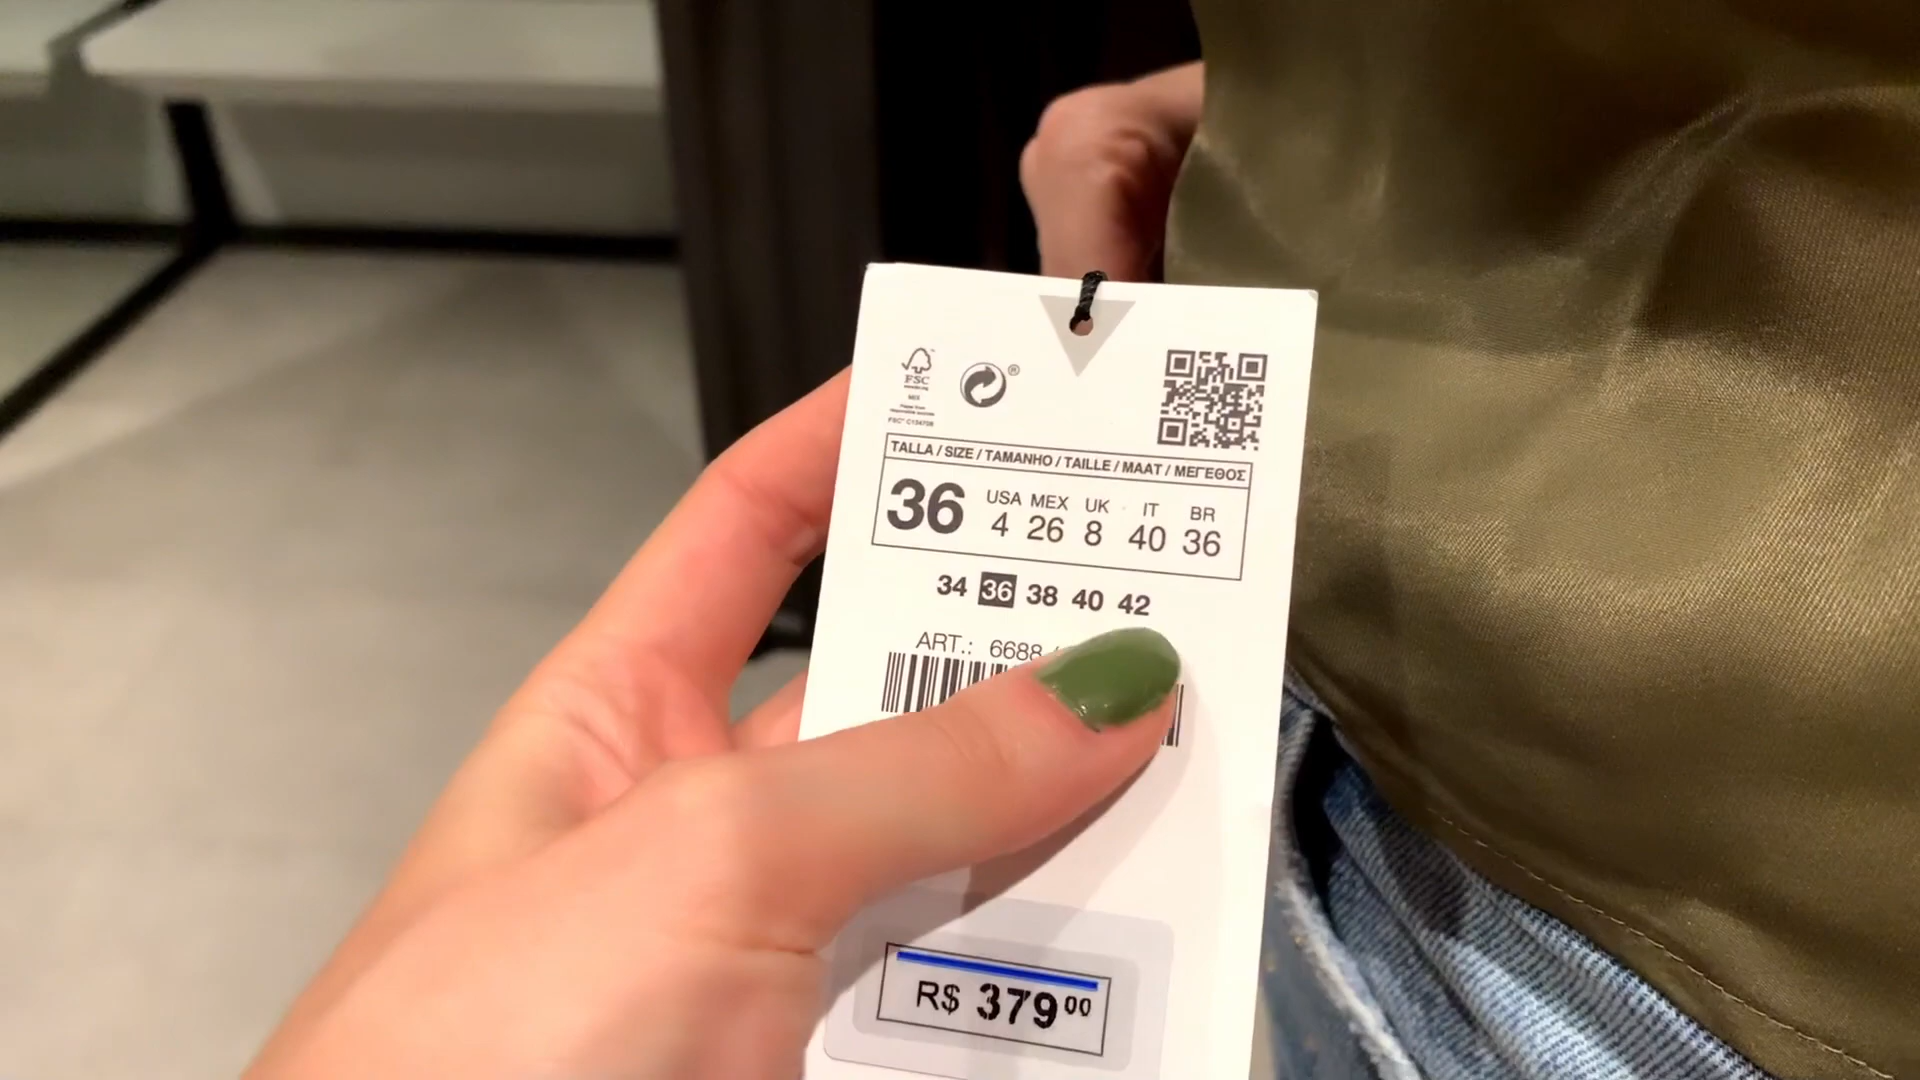 FSC
MIX
®
TALLA / SIZE / TAMANHO / TAILLE / MAAT / ΜΕΓΕΘΟΣ
36 USA MEX UK IT BR
4 26 8 40 36
34 36 38 40 42
ART.: 6688
R$ 379 00